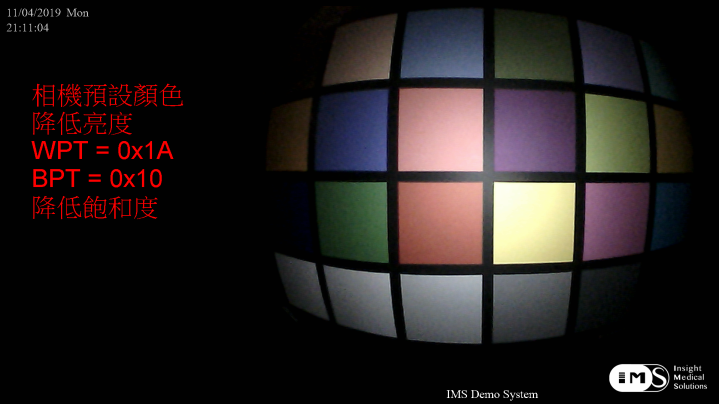 11/04/2019 Mon
21:11:04
相機預設顏色
降低亮度
WPT = 0x1A
BPT = 0x10
降低飽和度
IMS Demo System
iMS
Insight
Medical
Solutions